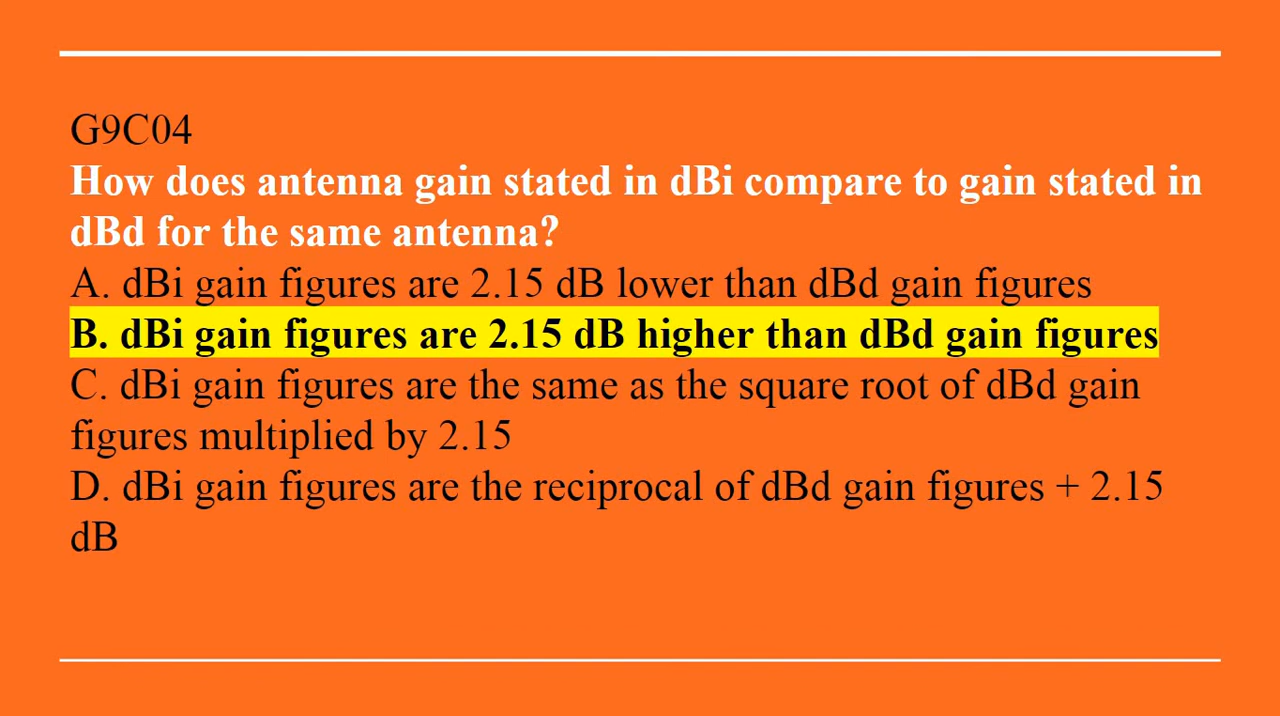 G9C04
How does antenna gain stated in dBi compare to gain stated in
dBd for the same antenna?
A. dBi gain figures are 2.15 dB lower than dBd gain figures
B. dBi gain figures are 2.15 dB higher than dBd gain figures
C. dBi gain figures are the same as the square root of dBd gain
figures multiplied by 2.15
D. dBi gain figures are the reciprocal of dBd gain figures + 2.15
dB